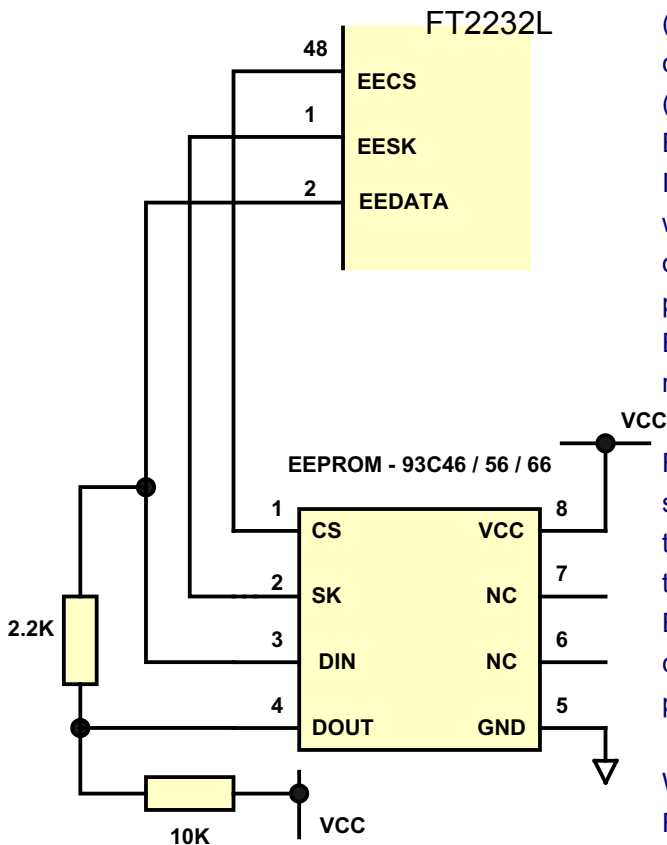 FT2232L
48
EECS
1
EESK
2
EEDATA
VCC
EEPROM - 93C46 / 56 / 66
1
CS
VCC
8
2
SK
NC
7
2.2K
3
DIN
NC
6
4
DOUT
GND
5
10K
VCC